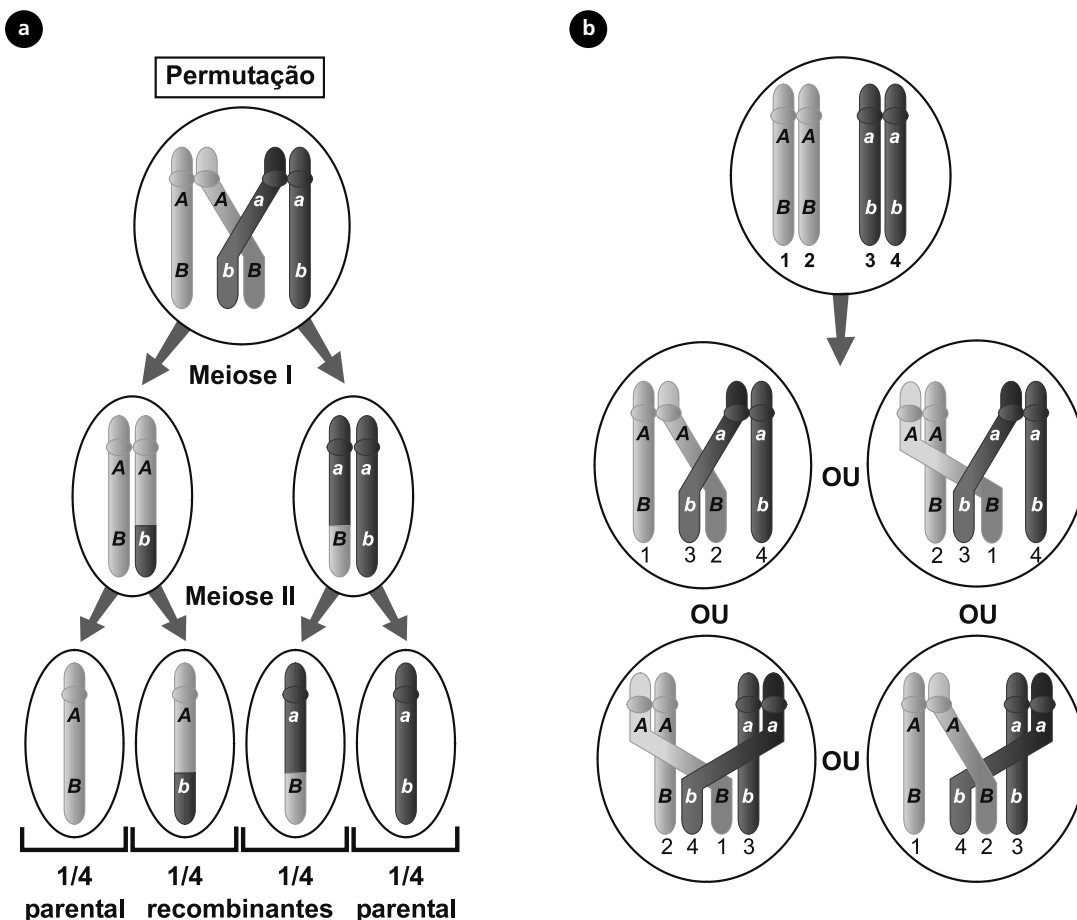 a
Permutação
A A a a
B b B b
Meiose I
A A
B b
a a
B b
Meiose II
A
B
A
b
a
B
a
b
1/4 1/4 1/4 1/4
parental recombinantes parental
b
A A a a
B B b b
1 2 3 4
A A a a
B b B b
1 3 2 4
OU
A A a a
B b B b
2 3 1 4
OU
OU
A A a a
B b B b
2 4 1 3
OU
A A a a
B b B b
1 4 2 3